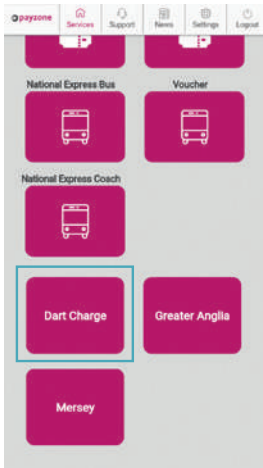 payzone Services Support News Settings Logout
National Express Bus Voucher
National Express Coach
Dart Charge Greater Anglia
Mersey